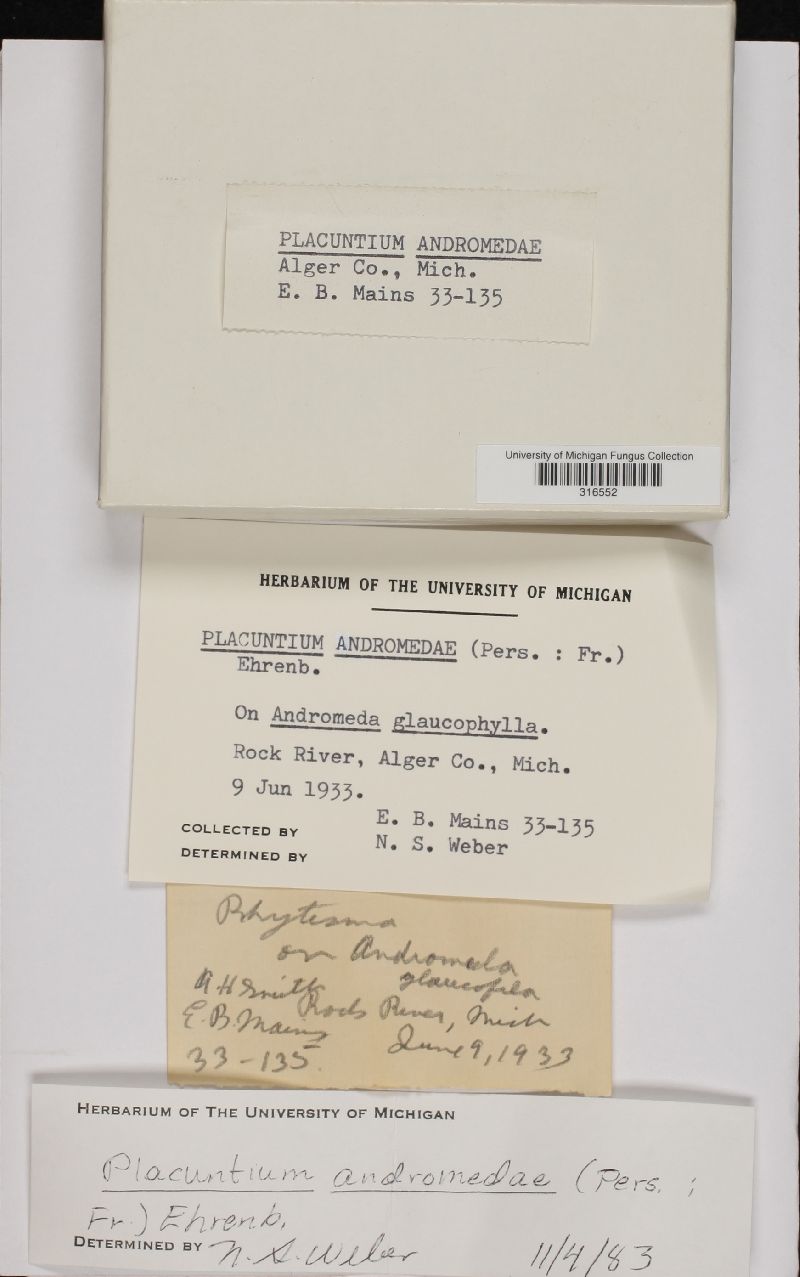 PLACUNTIUM ANDROMEDAE
Alger Co., Mich.
E. B. Mains 33-135
University of Michigan Fungus Collection
316552
HERBARIUM OF THE UNIVERSITY OF MICHIGAN
PLACUNTIUM ANDROMEDAE (Pers. : Fr.)
Ehrenb.
On Andromeda glaucophylla.
Rock River, Alger Co., Mich.
9 Jun 1933.
COLLECTED BY E. B. Mains 33-135
DETERMINED BY N. S. Weber
Rhytisma
on Andromeda
glaucofila
A H Smith
Rock River, Mich
E. B. Mains
June 9, 1933
33-135.
HERBARIUM OF THE UNIVERSITY OF MICHIGAN
Placuntium andromedae (Pers. :
Fr.) Ehrenb.
DETERMINED BY N. S. Weber 11/4/83